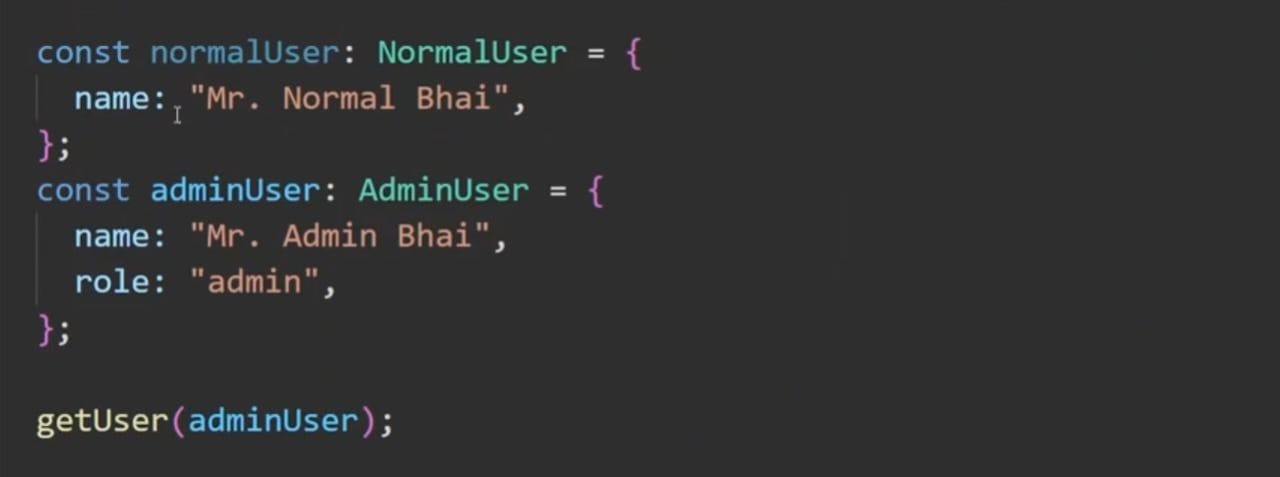 const normalUser: NormalUser = {
  name: "Mr. Normal Bhai",
};
const adminUser: AdminUser = {
  name: "Mr. Admin Bhai",
  role: "admin",
};
getUser(adminUser);